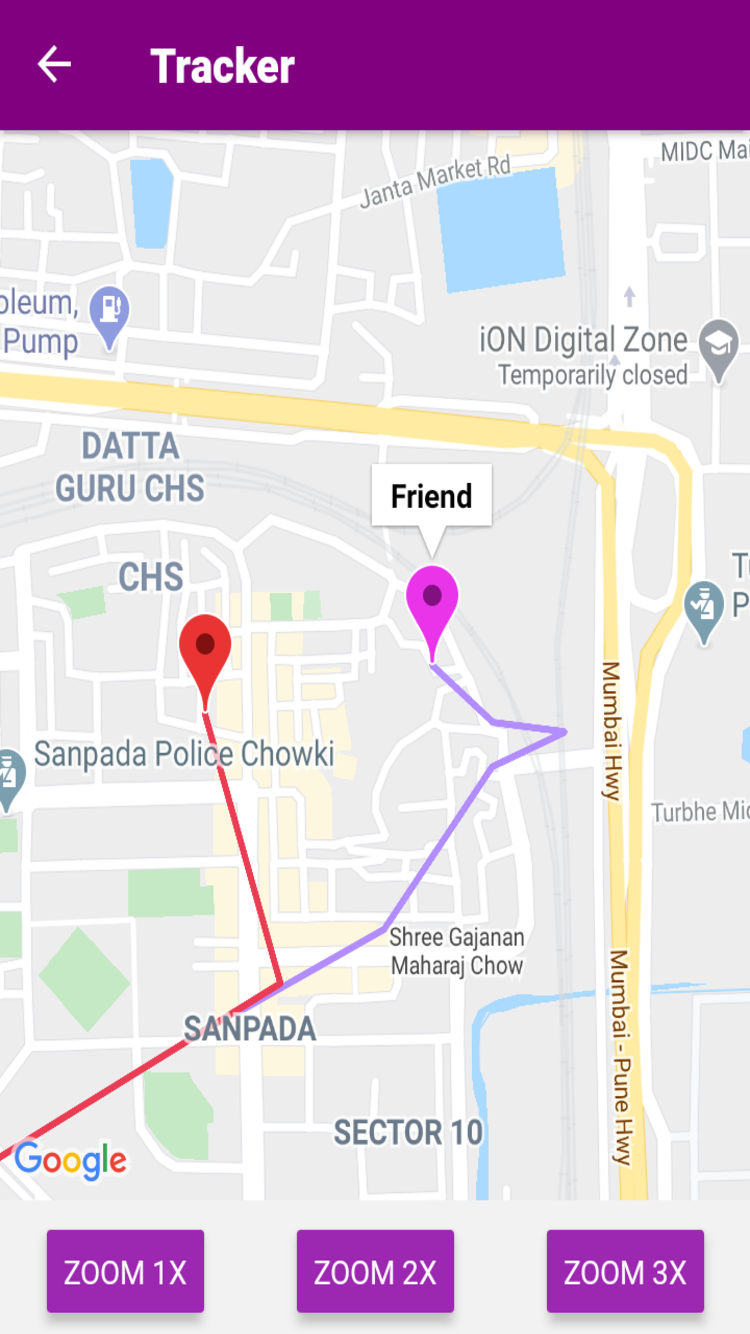 Tracker
MIDC Mai
Janta Market Rd
oleum,
Pump
iON Digital Zone
Temporarily closed
DATTA
GURU CHS
Friend
CHS
Sanpada Police Chowki
Mumbai Hwy
Turbhe Mid
Shree Gajanan
Maharaj Chow
SANPADA
Mumbai - Pune Hwy
SECTOR 10
Google
ZOOM 1X
ZOOM 2X
ZOOM 3X